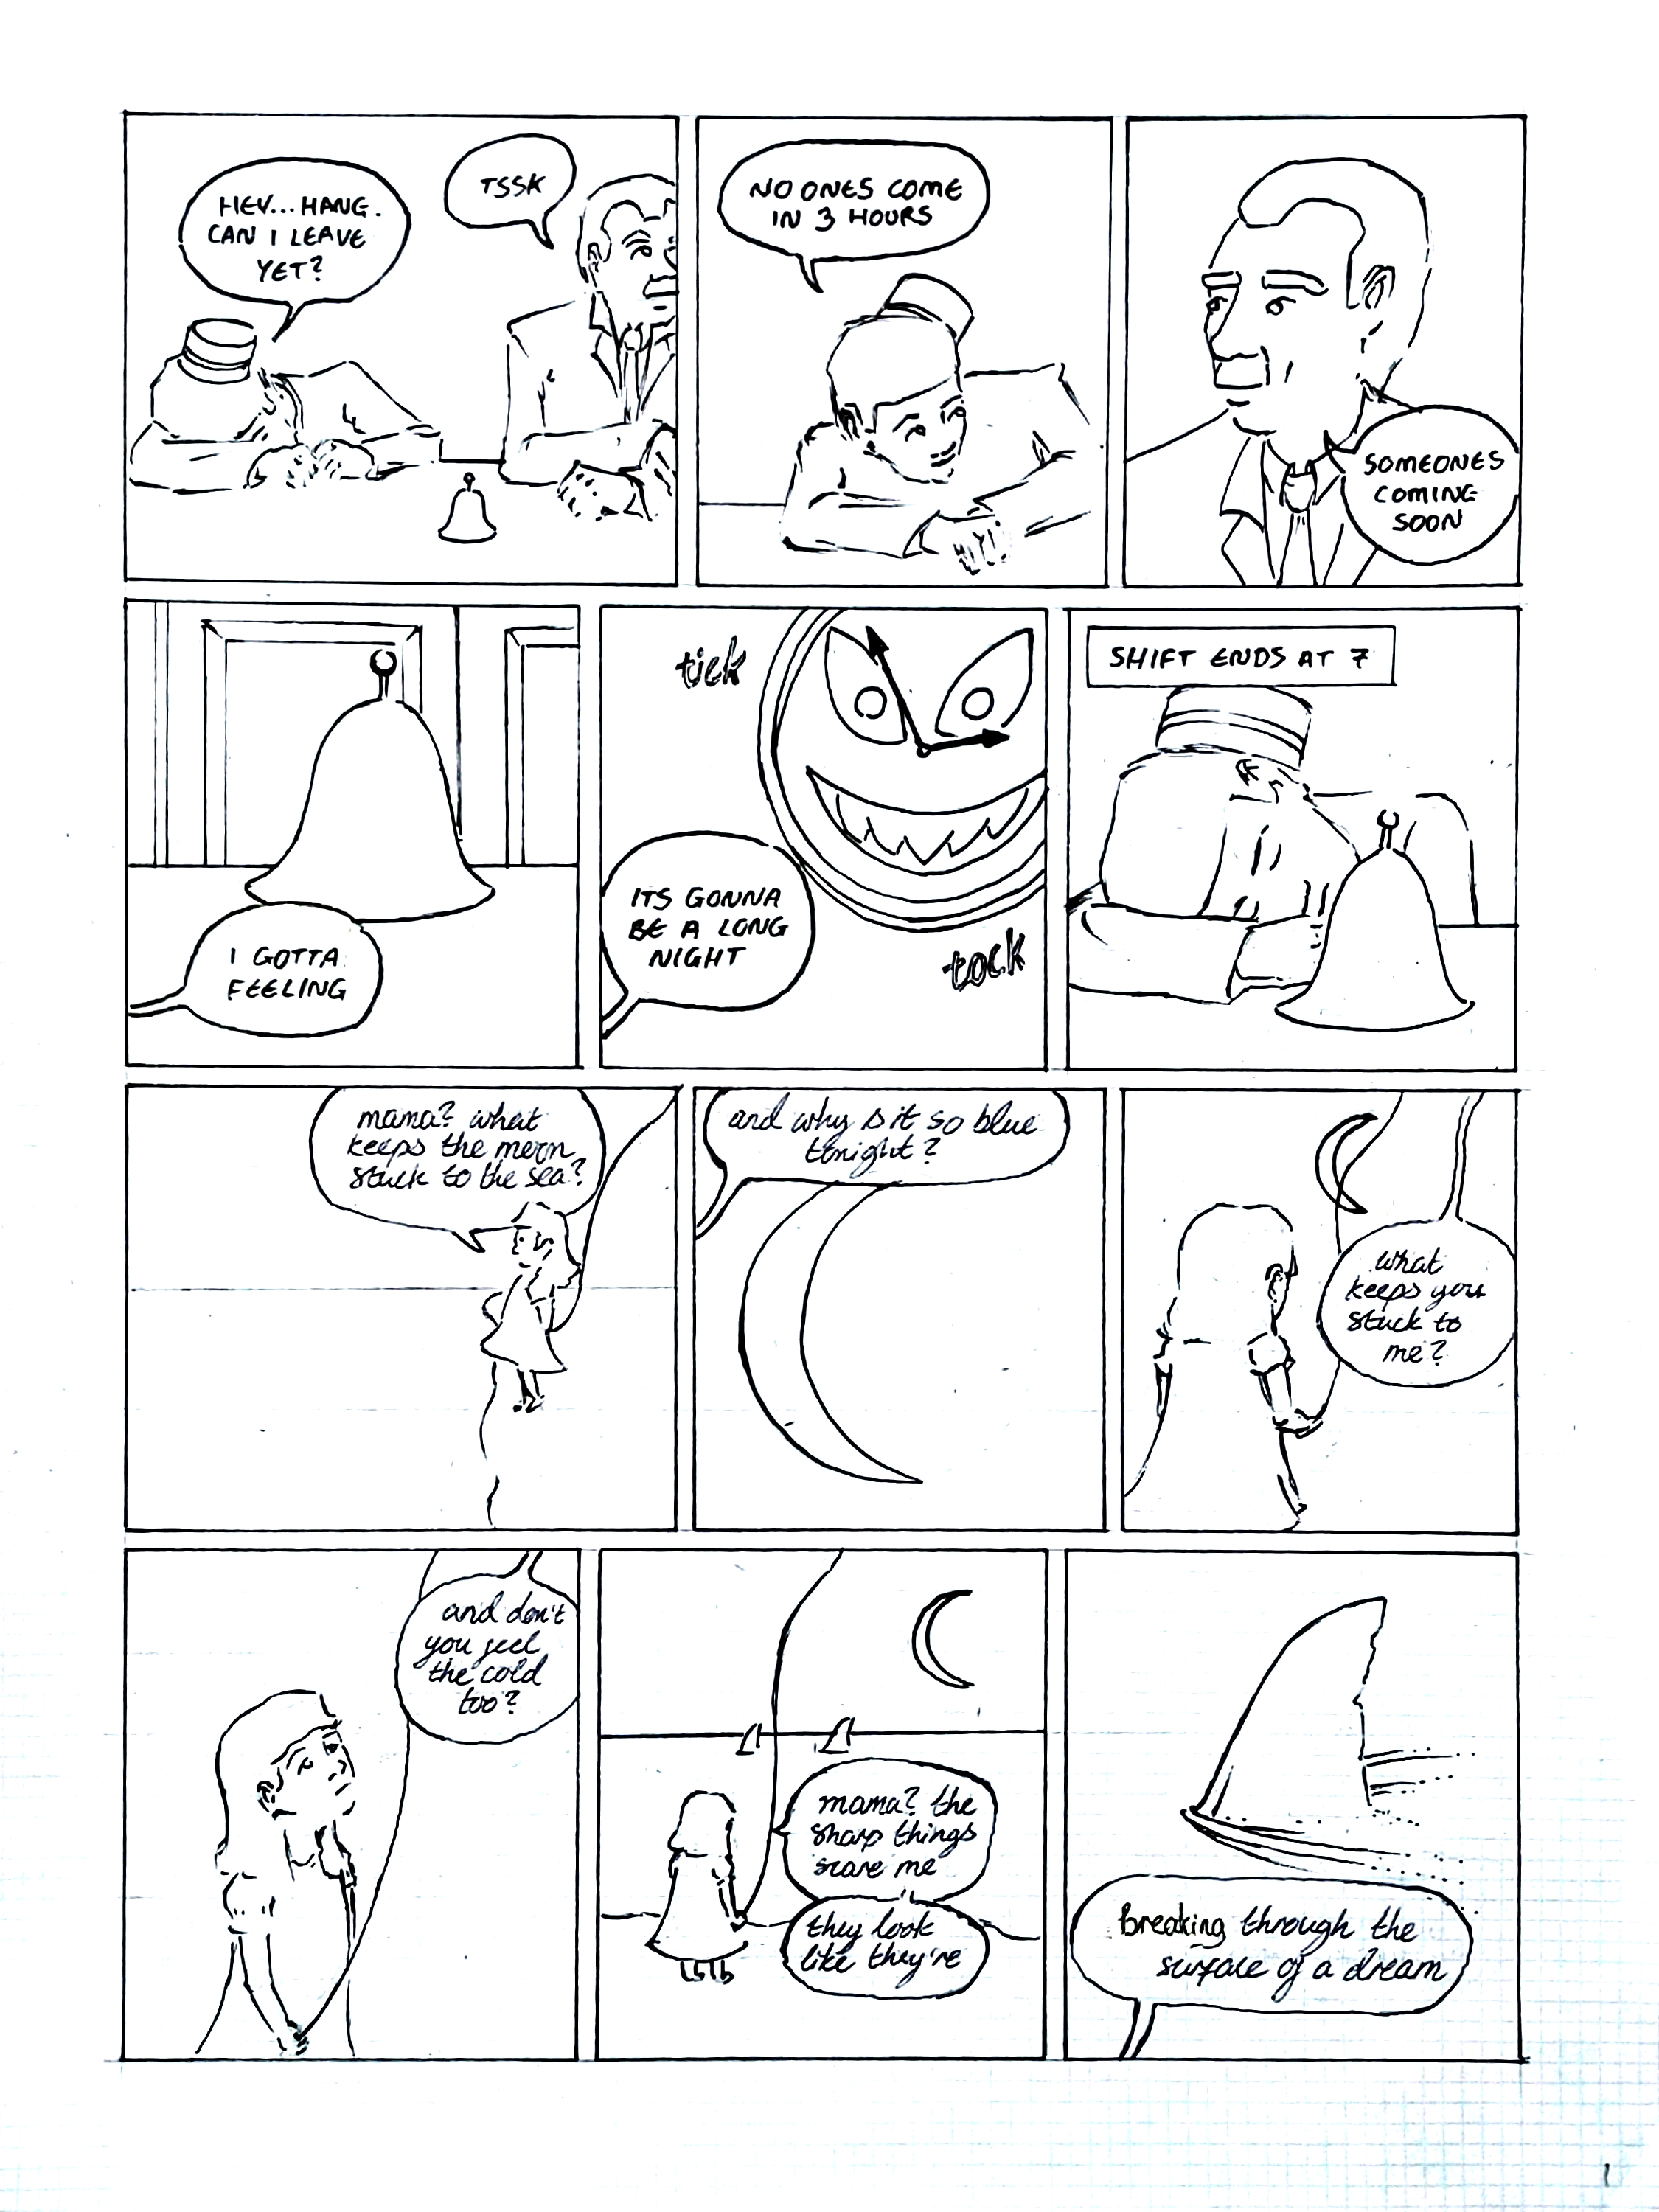 HEY... HANG.
CAN I LEAVE
YET?
TSSK
NO ONES COME
IN 3 HOURS
SOMEONES
COMING
SOON
I GOTTA
FEELING
tick
ITS GONNA
BE A LONG
NIGHT
tock
SHIFT ENDS AT 7
mama? what
keeps the moon
stuck to the sea?
and why is it so blue
tonight?
what
keeps you
stuck to
me?
and don't
you feel
the cold
too?
mama? the
sharp things
scare me
they look
like they're
breaking through the
surface of a dream
1